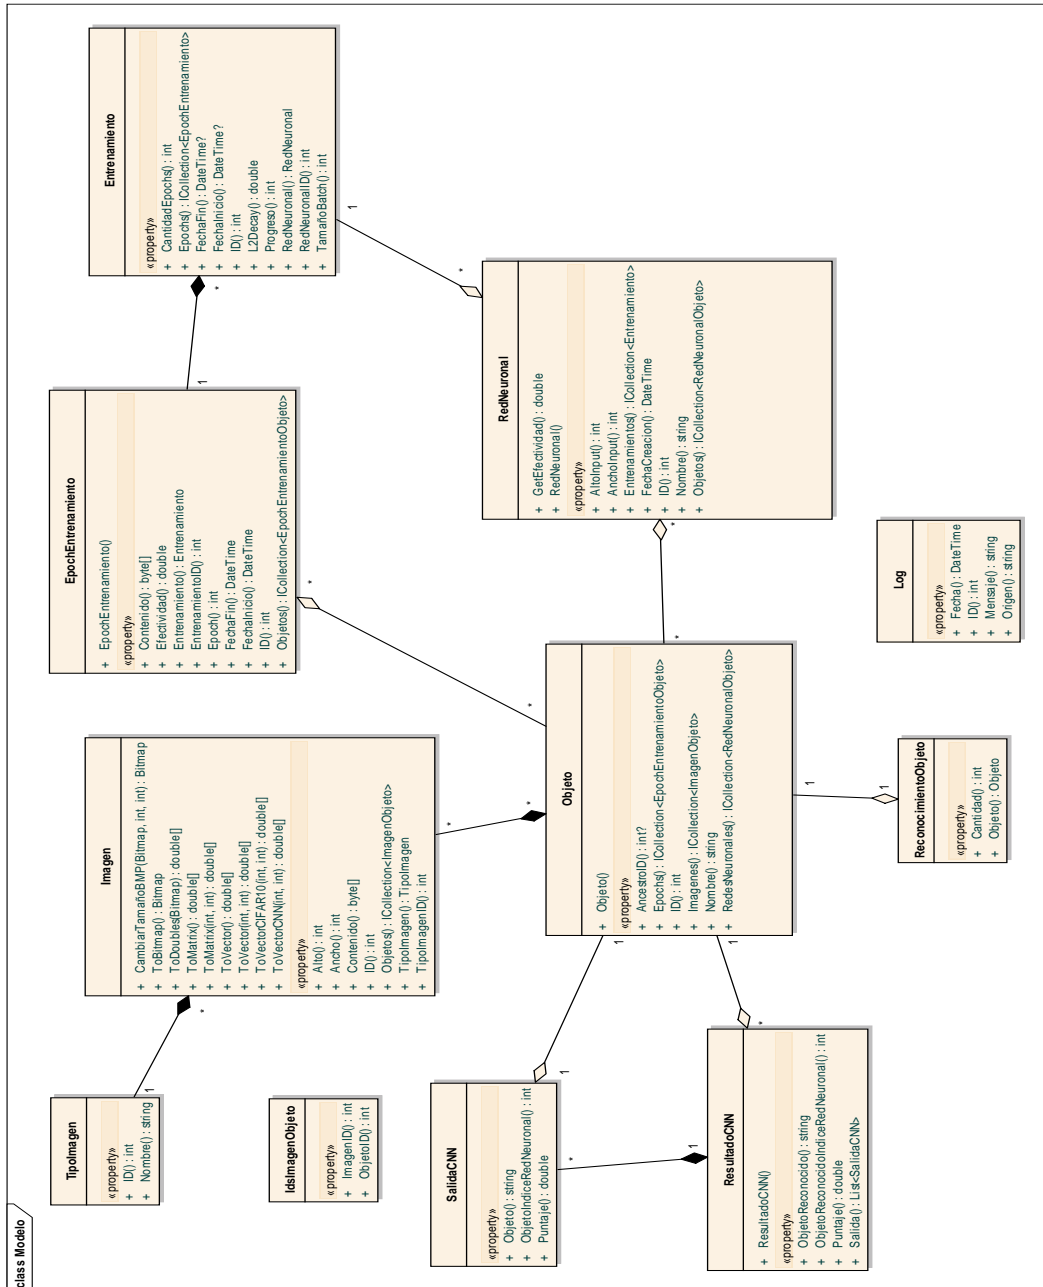 class Modelo
TipoImagen
«property»
+ ID() : int
+ Nombre() : string
1
*
Imagen
+ CambiarTamañoBMP(Bitmap, int, int) : Bitmap
+ ToBitmap() : Bitmap
+ ToDoubles(Bitmap) : double[]
+ ToMatrix() : double[]
+ ToMatrix(int, int) : double[]
+ ToVector() : double[]
+ ToVector(int, int) : double[]
+ ToVectorCIFAR10(int, int) : double[]
+ ToVectorCNN(int, int) : double[]
«property»
+ Alto() : int
+ Ancho() : int
+ Contenido() : byte[]
+ ID() : int
+ Objetos() : ICollection<ImagenObjeto>
+ TipoImagen() : TipoImagen
+ TipoImagenID() : int
*
*
EpochEntrenamiento
+ EpochEntrenamiento()
«property»
+ Contenido() : byte[]
+ Efectividad() : double
+ Entrenamiento() : Entrenamiento
+ EntrenamientoID() : int
+ Epoch() : int
+ FechaFin() : DateTime
+ FechaInicio() : DateTime
+ ID() : int
+ Objetos() : ICollection<EpochEntrenamientoObjeto>
1
*
*
*
Entrenamiento
«property»
+ CantidadEpochs() : int
+ Epochs() : ICollection<EpochEntrenamiento>
+ FechaFin() : DateTime?
+ FechaInicio() : DateTime?
+ ID() : int
+ L2Decay() : double
+ Progreso() : int
+ RedNeuronal() : RedNeuronal
+ RedNeuronalID() : int
+ TamañoBatch() : int
1
*
IdsImagenObjeto
«property»
+ ImagenID() : int
+ ObjetoID() : int
SalidaCNN
«property»
+ Objeto() : string
+ ObjetoIndiceRedNeuronal() : int
+ Puntaje() : double
1
1
*
1
Objeto
+ Objeto()
«property»
+ AncestroID() : int?
+ Epochs() : ICollection<EpochEntrenamientoObjeto>
+ ID() : int
+ Imagenes() : ICollection<ImagenObjeto>
+ Nombre() : string
+ RedesNeuronales() : ICollection<RedNeuronalObjeto>
*
*
RedNeuronal
+ GetEfectividad() : double
+ RedNeuronal()
«property»
+ AltoInput() : int
+ AnchoInput() : int
+ Entrenamientos() : ICollection<Entrenamiento>
+ FechaCreacion() : DateTime
+ ID() : int
+ Nombre() : string
+ Objetos() : ICollection<RedNeuronalObjeto>
ResultadoCNN
+ ResultadoCNN()
«property»
+ ObjetoReconocido() : string
+ ObjetoReconocidoIndiceRedNeuronal() : int
+ Puntaje() : double
+ Salida() : List<SalidaCNN>
*
1
1
1
ReconocimientoObjeto
«property»
+ Cantidad() : int
+ Objeto() : Objeto
Log
«property»
+ Fecha() : DateTime
+ ID() : int
+ Mensaje() : string
+ Origen() : string